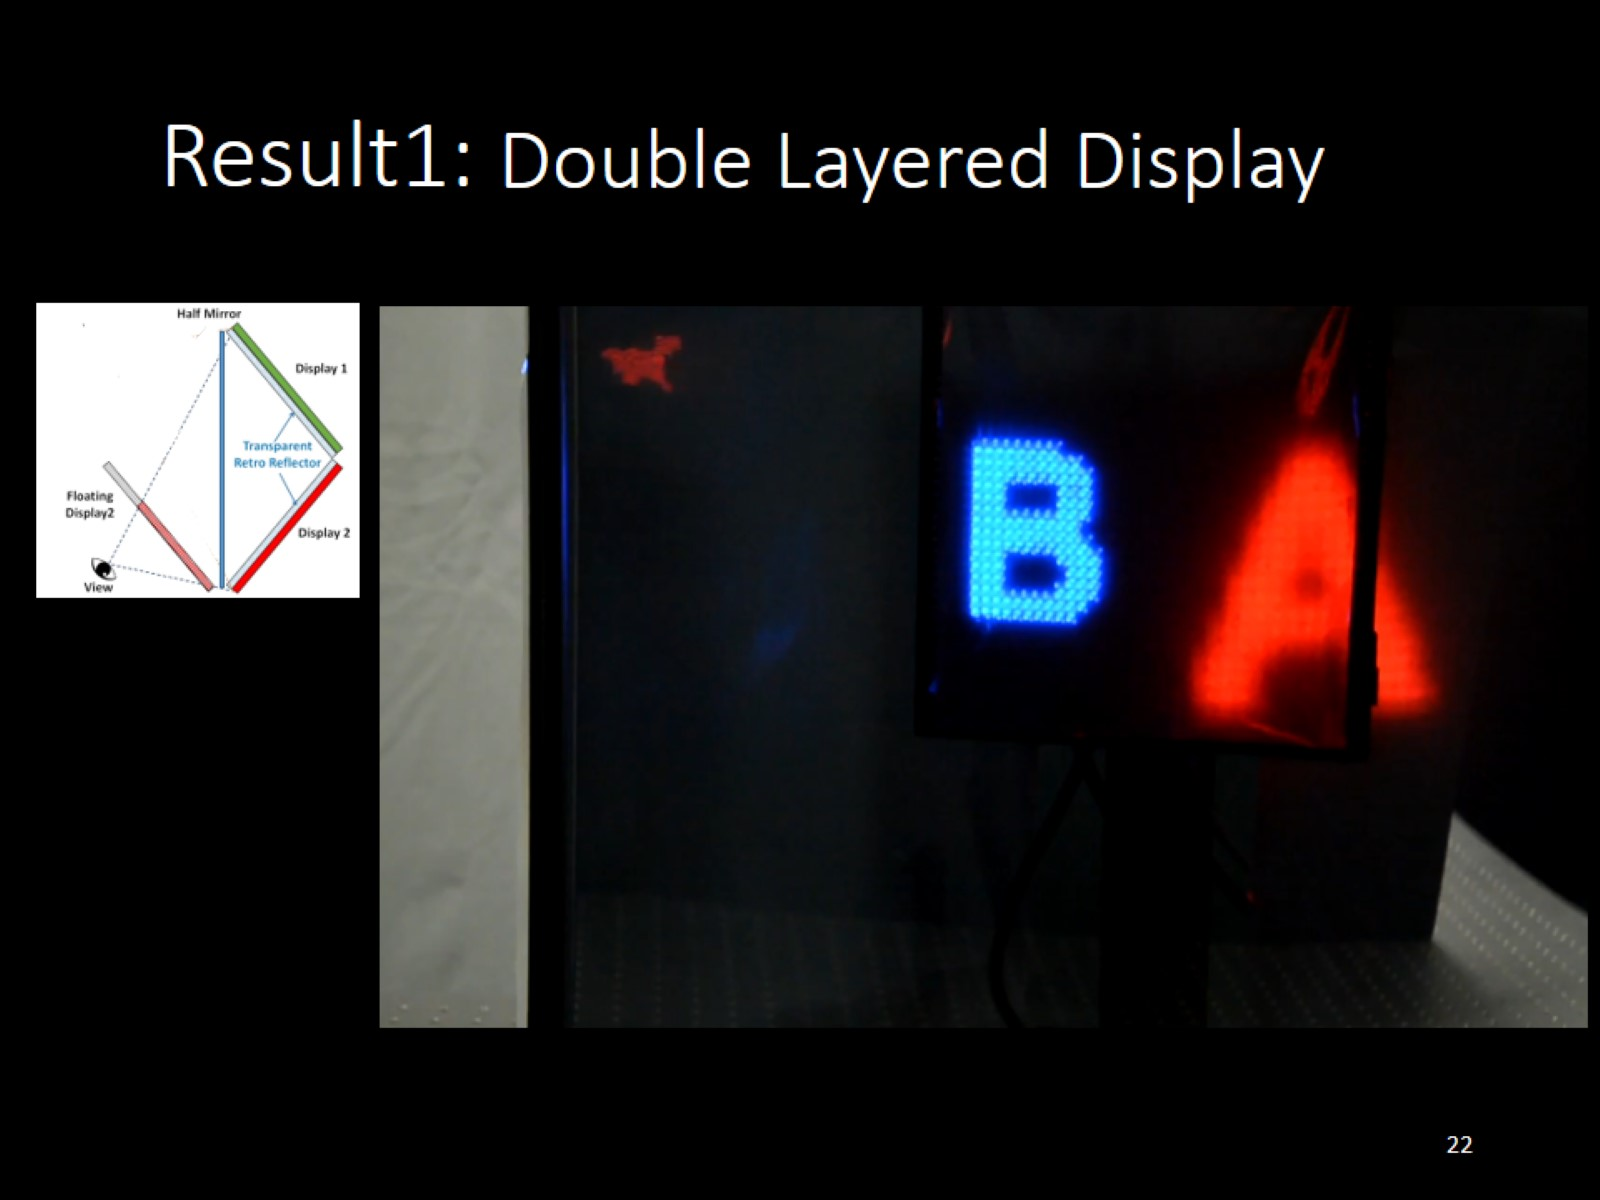 Result1: Double Layered Display
Half Mirror
Display 1
Transparent
Retro Reflector
Floating
Display2
Display 2
View
B A
22